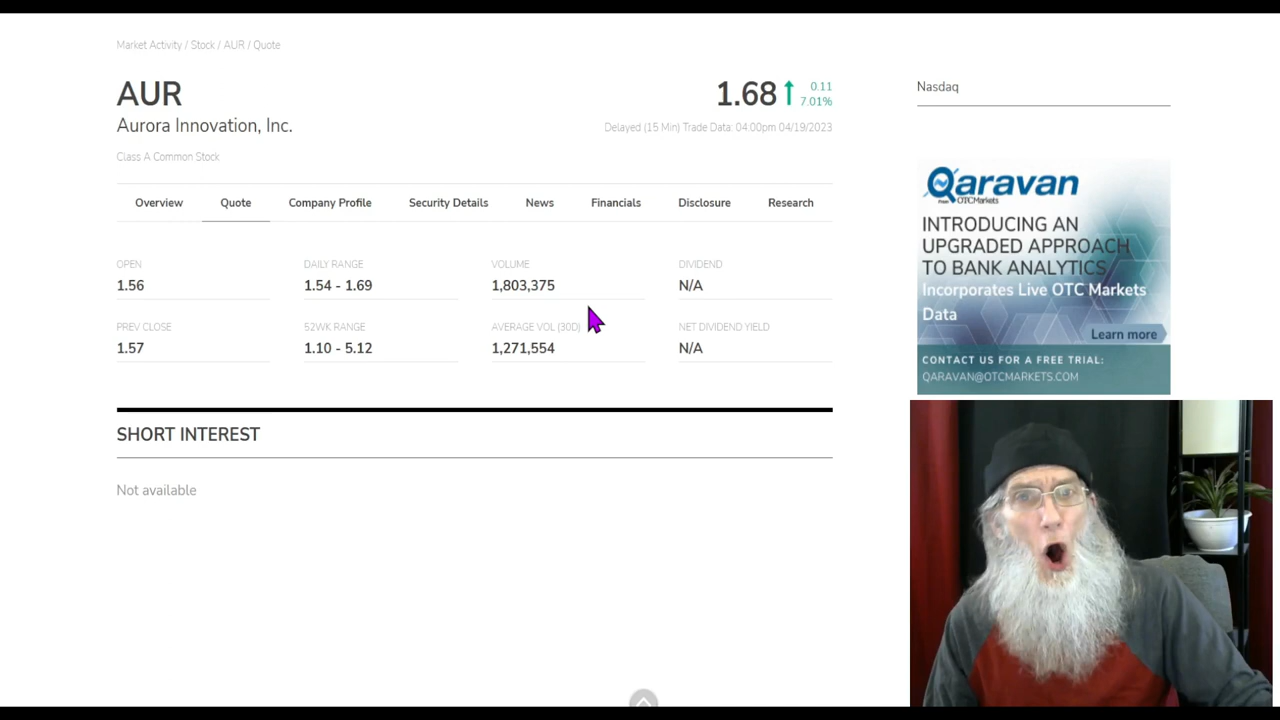 Market Activity / Stock / AUR / Quote
AUR
Aurora Innovation, Inc.
Class A Common Stock
1.68
0.11
7.01%
Delayed (15 Min) Trade Data: 04:00pm 04/19/2023
Overview Quote Company Profile Security Details News Financials Disclosure Research
OPEN
1.56
DAILY RANGE
1.54 - 1.69
VOLUME
1,803,375
DIVIDEND
N/A
PREV CLOSE
1.57
52WK RANGE
1.10 - 5.12
AVERAGE VOL (30D)
1,271,554
NET DIVIDEND YIELD
N/A
SHORT INTEREST
Not available
Nasdaq
Qaravan
From OTCMarkets
INTRODUCING AN
UPGRADED APPROACH
TO BANK ANALYTICS
Incorporates Live OTC Markets
Data
Learn more
CONTACT US FOR A FREE TRIAL:
QARAVAN@OTCMARKETS.COM